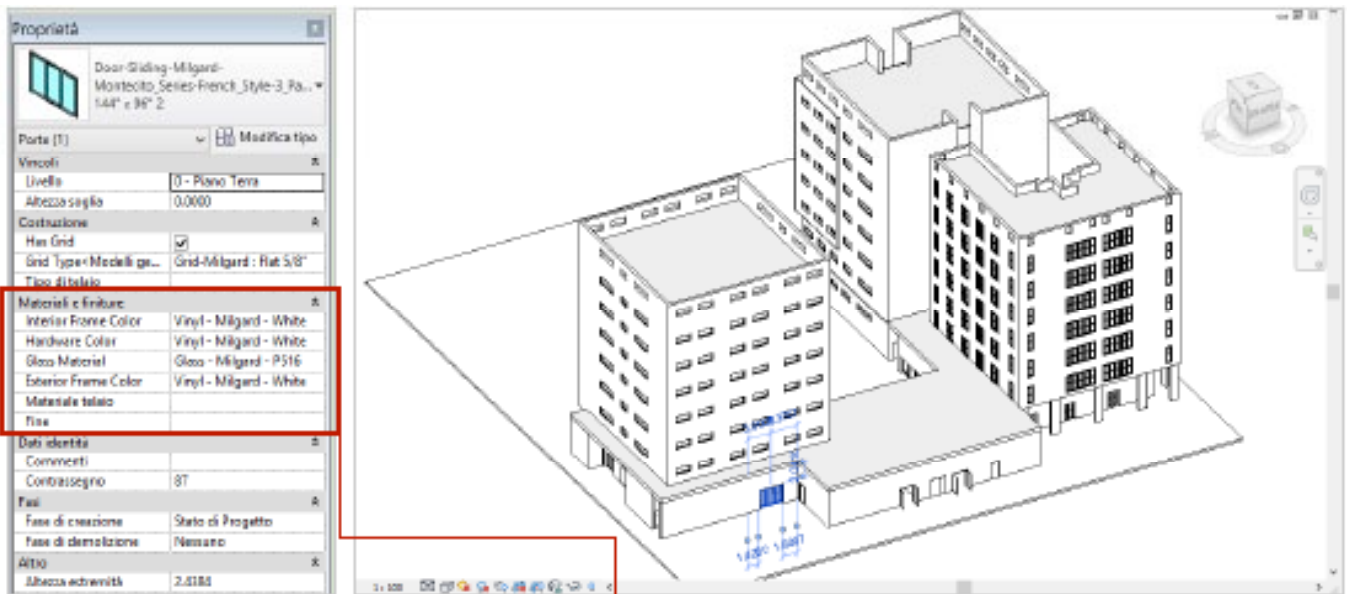 Proprietà
Door-Sliding-Milgard-
Montecito_Series-French_Style-3_Pa...
144" x 96" 2
Porte (1)
Modifica tipo
Vincoli
Livello 0 - Piano Terra
Altezza soglia 0.0000
Costruzione
Has Grid
Grid Type<Modelli ge... Grid-Milgard : Flat 5/8"
Tipo di telaio
Materiali e finiture
Interior Frame Color Vinyl - Milgard - White
Hardware Color Vinyl - Milgard - White
Glass Material Glass - Milgard - P516
Exterior Frame Color Vinyl - Milgard - White
Materiale telaio
Fine
Dati identità
Commenti
Contrassegno 87
Fasi
Fase di creazione Stato di Progetto
Fase di demolizione Nessuno
Altro
Altezza estremità 2.4384
1 : 100